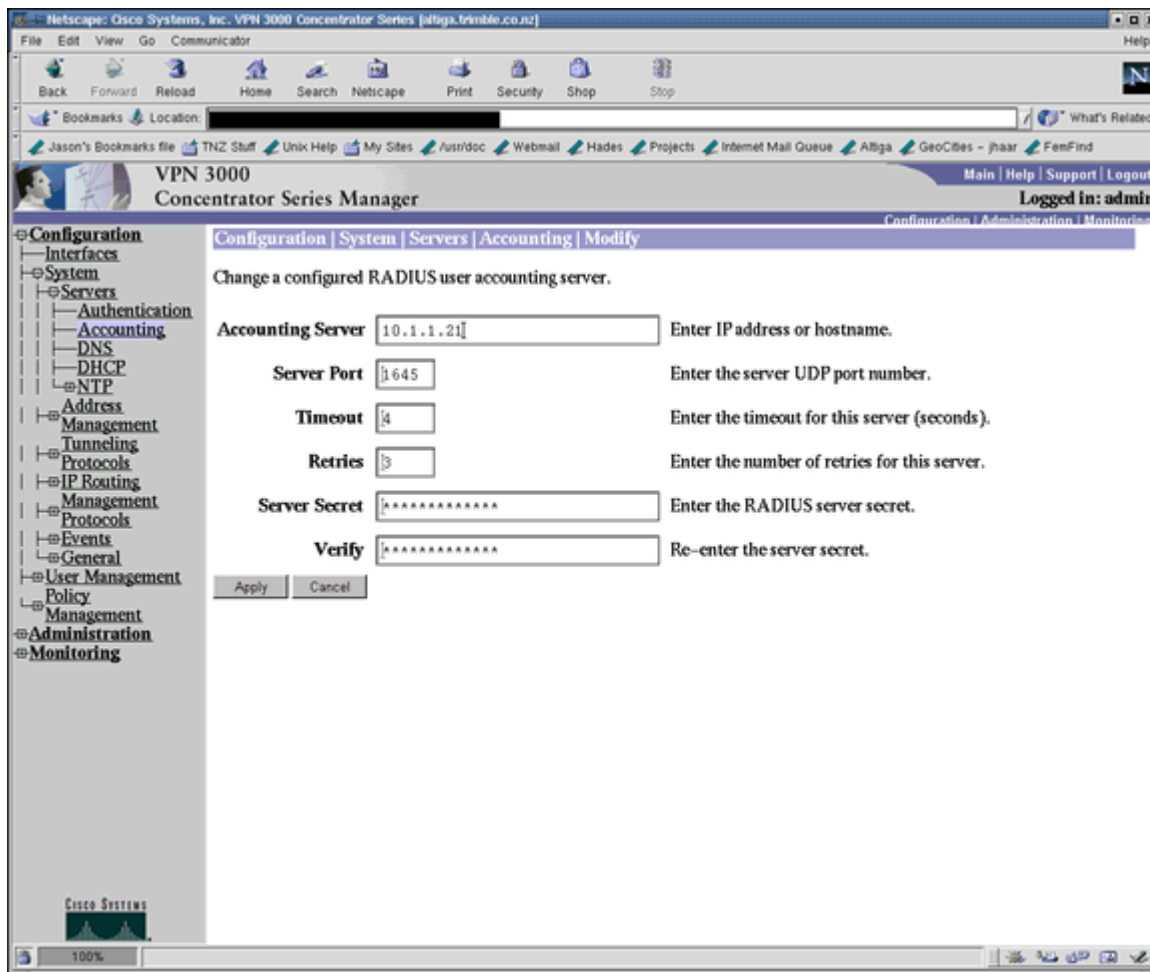 Netscape: Cisco Systems, Inc. VPN 3000 Concentrator Series [altiga.trimble.co.nz]
File Edit View Go Communicator Help
Back Forward Reload Home Search Netscape Print Security Shop Stop
Bookmarks Location: What's Related
Jason's Bookmarks file TNZ Stuff Unix Help My Sites /usr/doc Webmail Hades Projects Internet Mail Queue Altiga GeoCities - jhaar FemFind
VPN 3000
Concentrator Series Manager
Main | Help | Support | Logout
Logged in: admin
Configuration | Administration | Monitoring
Configuration
Interfaces
System
Servers
Authentication
Accounting
DNS
DHCP
NTP
Address
Management
Tunneling
Protocols
IP Routing
Management
Protocols
Events
General
User Management
Policy
Management
Administration
Monitoring
Configuration | System | Servers | Accounting | Modify
Change a configured RADIUS user accounting server.
Accounting Server 10.1.1.21 Enter IP address or hostname.
Server Port 1645 Enter the server UDP port number.
Timeout 4 Enter the timeout for this server (seconds).
Retries 3 Enter the number of retries for this server.
Server Secret ************* Enter the RADIUS server secret.
Verify ************* Re-enter the server secret.
Apply Cancel
CISCO SYSTEMS
100%